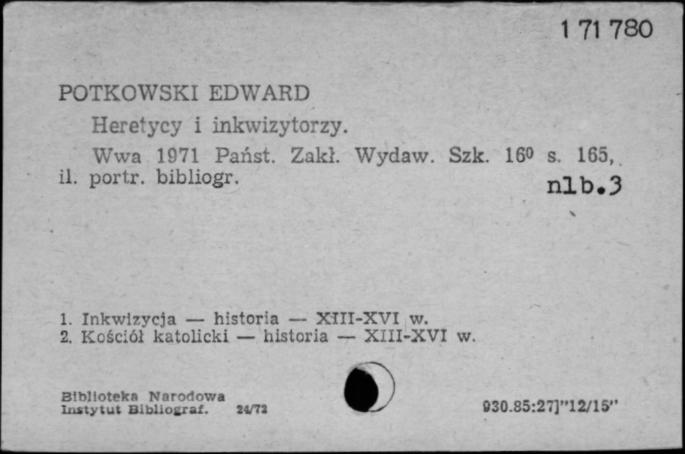 1 71 780
POTKOWSKI EDWARD
Heretycy i inkwizytorzy.
Wwa 1971 Państ. Zakł. Wydaw. Szk. 16⁰ s. 165,
il. portr. bibliogr.
nlb.3
1. Inkwizycja — historia — XIII-XVI w.
2. Kościół katolicki — historia — XIII-XVI w.
Biblioteka Narodowa
Instytut Bibliograf. 24/72
930.85:27]"12/15"